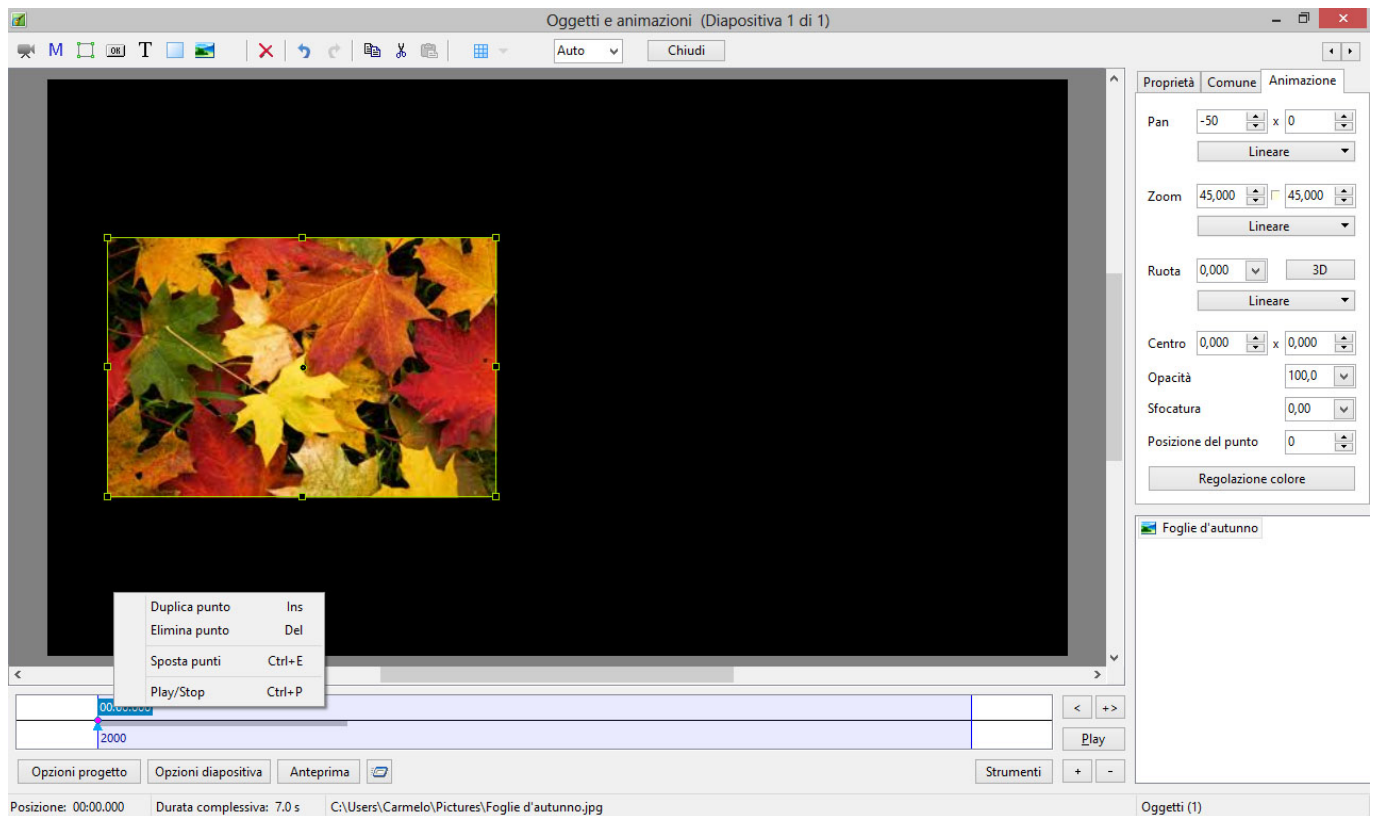 Oggetti e animazioni (Diapositiva 1 di 1)
M OK T Auto Chiudi
Proprietà Comune Animazione
Pan -50 x 0
Lineare
Zoom 45,000 45,000
Lineare
Ruota 0,000 3D
Lineare
Centro 0,000 x 0,000
Opacità 100,0
Sfocatura 0,00
Posizione del punto 0
Regolazione colore
Foglie d'autunno
Duplica punto Ins
Elimina punto Del
Sposta punti Ctrl+E
Play/Stop Ctrl+P
00:00.000
< +>
2000
Play
Opzioni progetto Opzioni diapositiva Anteprima Strumenti + -
Posizione: 00:00.000 Durata complessiva: 7.0 s C:\Users\Carmelo\Pictures\Foglie d'autunno.jpg Oggetti (1)